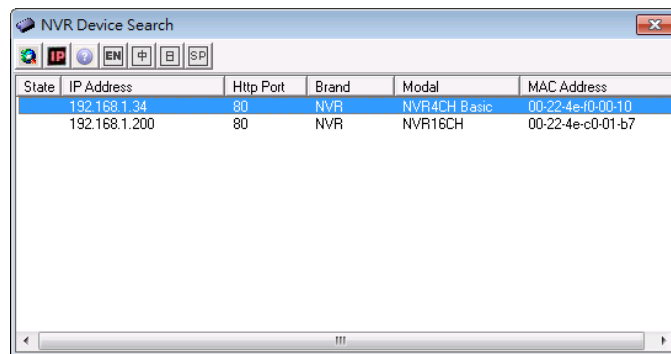 NVR Device Search
IP ? EN 中 日 SP
State IP Address Http Port Brand Modal MAC Address
192.168.1.34 80 NVR NVR4CH Basic 00-22-4e-f0-00-10
192.168.1.200 80 NVR NVR16CH 00-22-4e-c0-01-b7